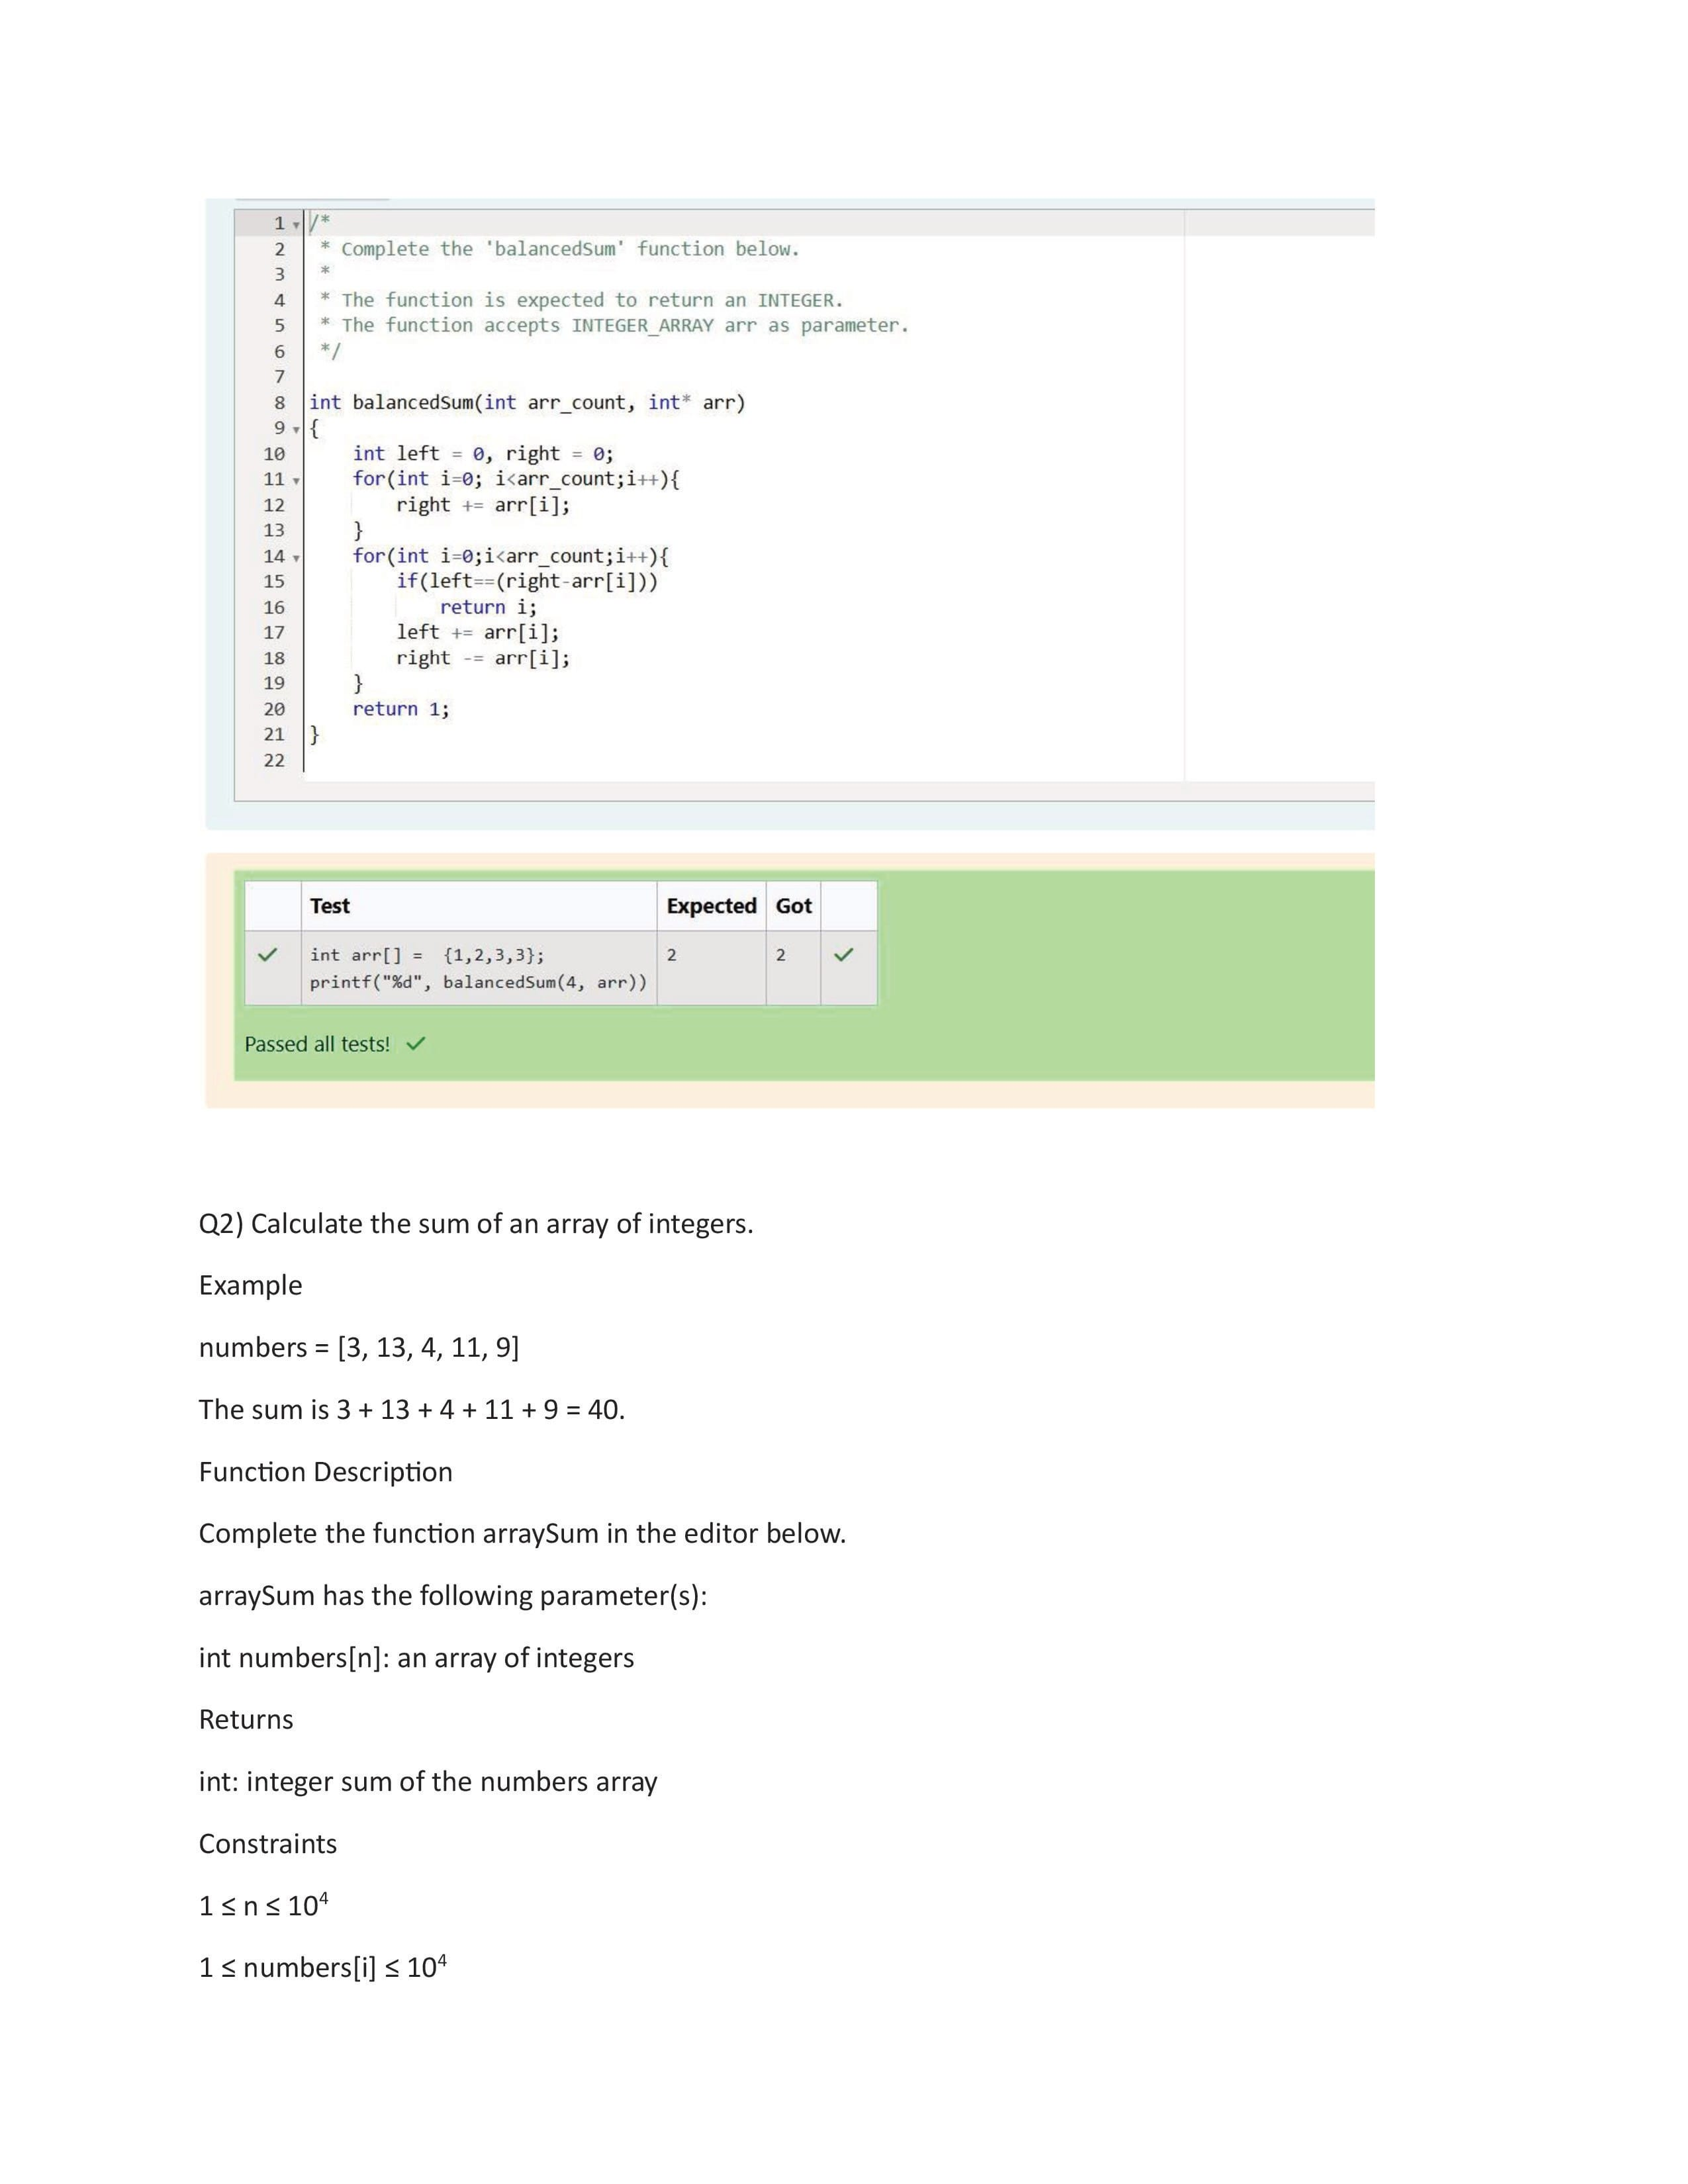 1 /*
2  * Complete the 'balancedSum' function below.
3  *
4  * The function is expected to return an INTEGER.
5  * The function accepts INTEGER_ARRAY arr as parameter.
6  */
7
8 int balancedSum(int arr_count, int* arr)
9 {
10     int left = 0, right = 0;
11     for(int i=0; i<arr_count;i++){
12         right += arr[i];
13     }
14     for(int i=0;i<arr_count;i++){
15         if(left==(right-arr[i]))
16             return i;
17         left += arr[i];
18         right -= arr[i];
19     }
20     return 1;
21 }
22
Test Expected Got
int arr[] =  {1,2,3,3}; 2 2
printf("%d", balancedSum(4, arr))
Passed all tests!
Q2) Calculate the sum of an array of integers.
Example
numbers = [3, 13, 4, 11, 9]
The sum is 3 + 13 + 4 + 11 + 9 = 40.
Function Description
Complete the function arraySum in the editor below.
arraySum has the following parameter(s):
int numbers[n]: an array of integers
Returns
int: integer sum of the numbers array
Constraints
1 ≤ n ≤ 10⁴
1 ≤ numbers[i] ≤ 10⁴